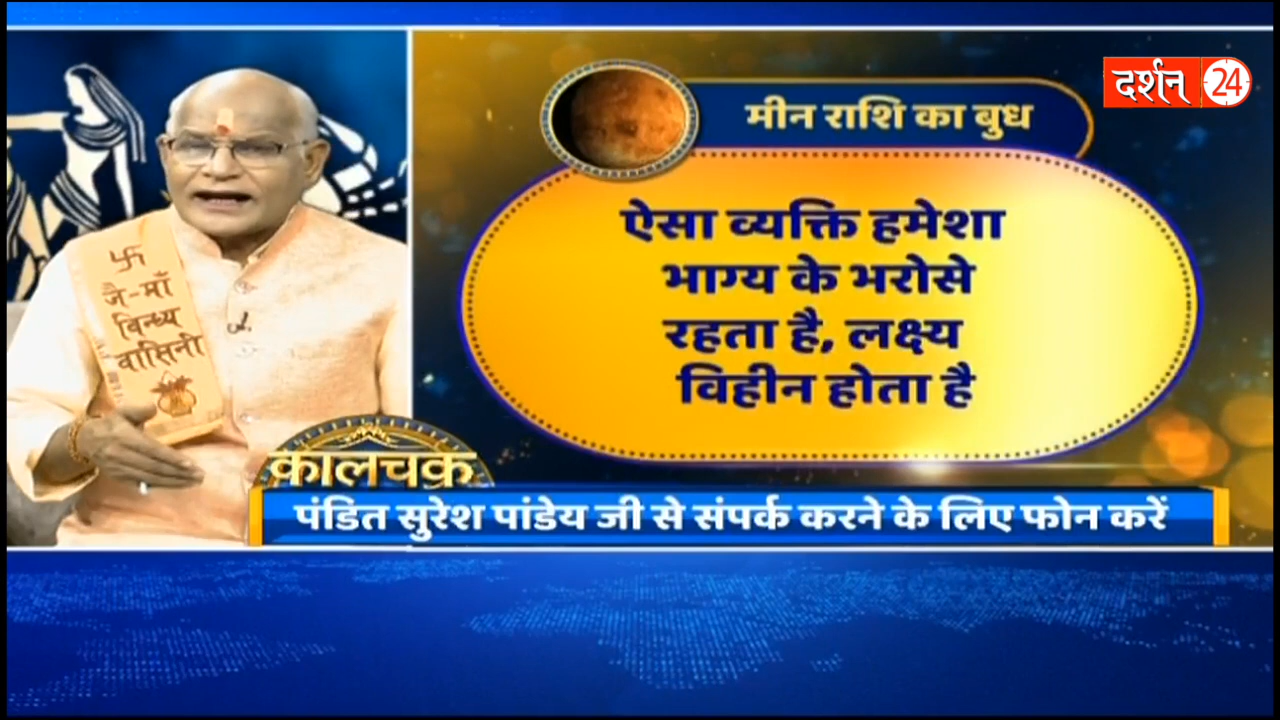 दर्शन 24
मीन राशि का बुध
ऐसा व्यक्ति हमेशा
भाग्य के भरोसे
रहता है, लक्ष्य
विहीन होता है
जै-माँ
विन्ध्य
वासिनी
कालचक्र
पंडित सुरेश पांडेय जी से संपर्क करने के लिए फोन करें